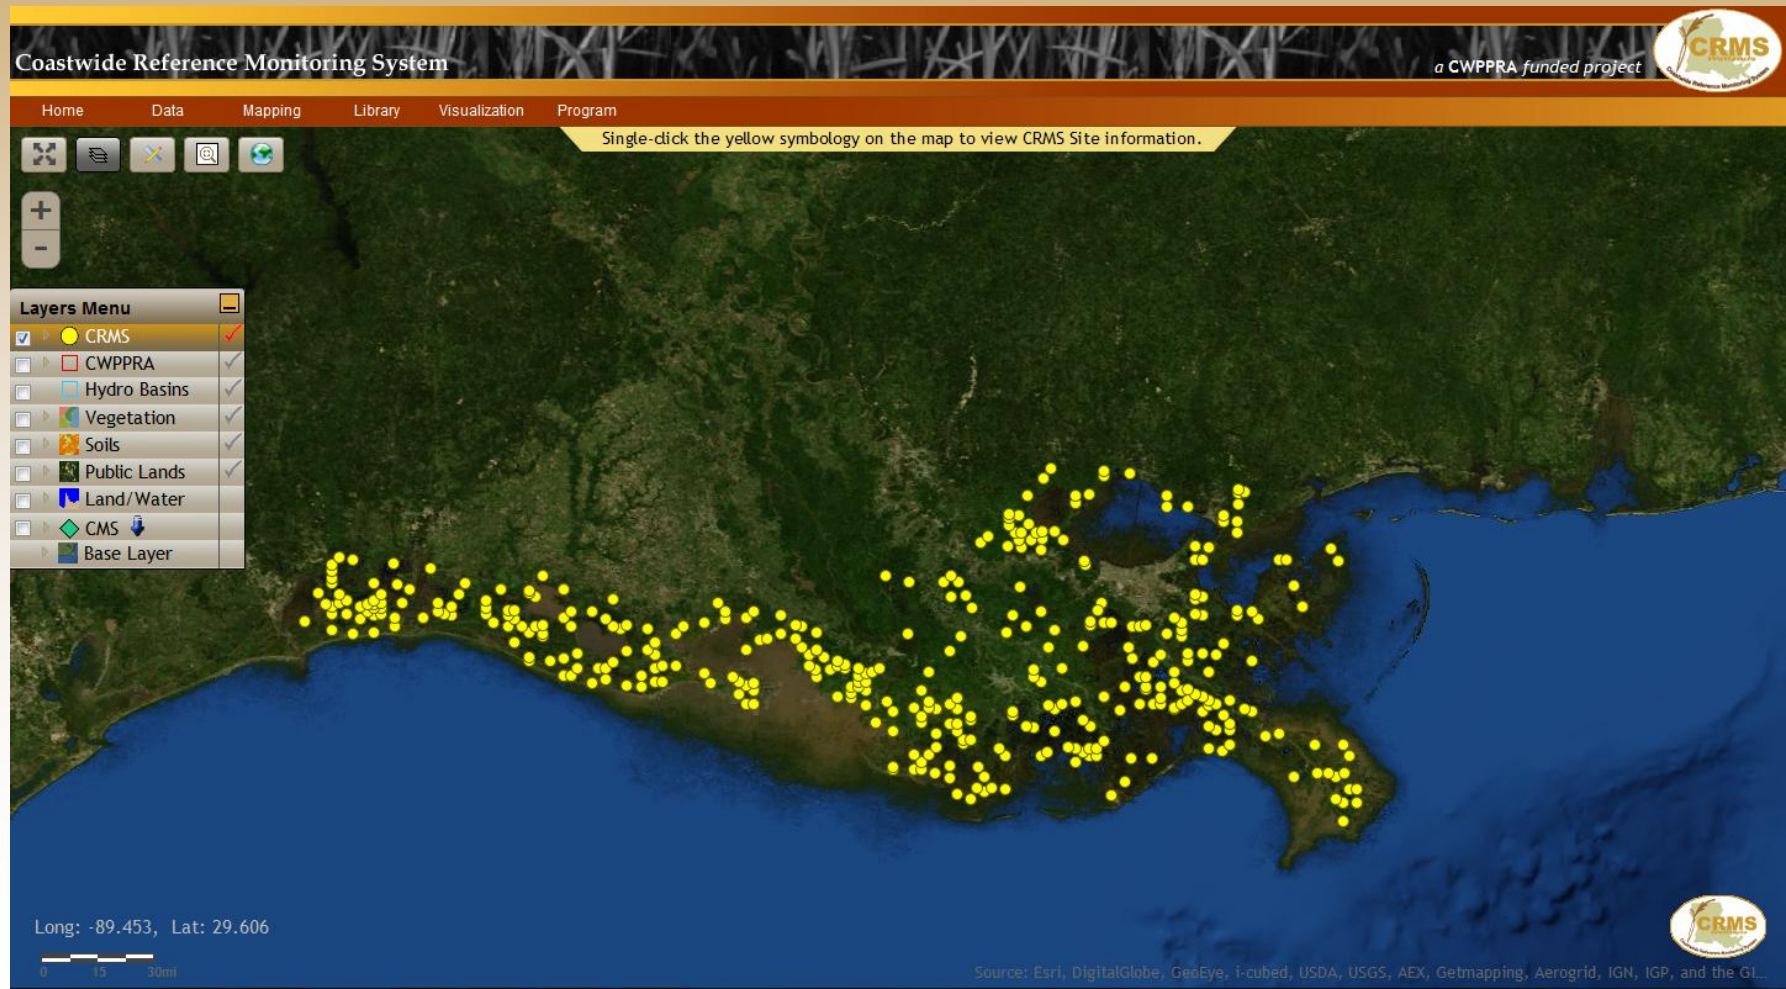 Coastwide Reference Monitoring System
a CWPPRA funded project
CRMS
Home Data Mapping Library Visualization Program
Single-click the yellow symbology on the map to view CRMS Site information.
+
-
Layers Menu
CRMS
CWPPRA
Hydro Basins
Vegetation
Soils
Public Lands
Land/Water
CMS
Base Layer
Long: -89.453, Lat: 29.606
0 15 30mi
CRMS
Source: Esri, DigitalGlobe, GeoEye, i-cubed, USDA, USGS, AEX, Getmapping, Aerogrid, IGN, IGP, and the GI...